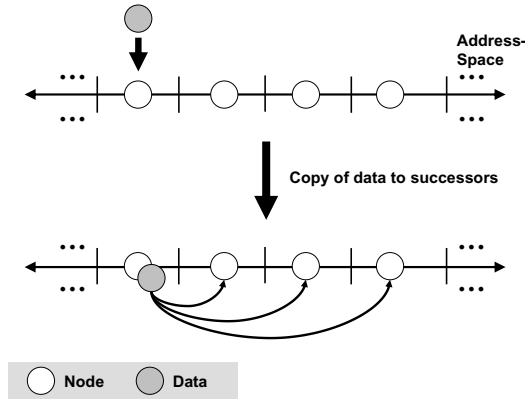 Address-
Space
... ...
... ...
Copy of data to successors
... ...
... ...
Node Data